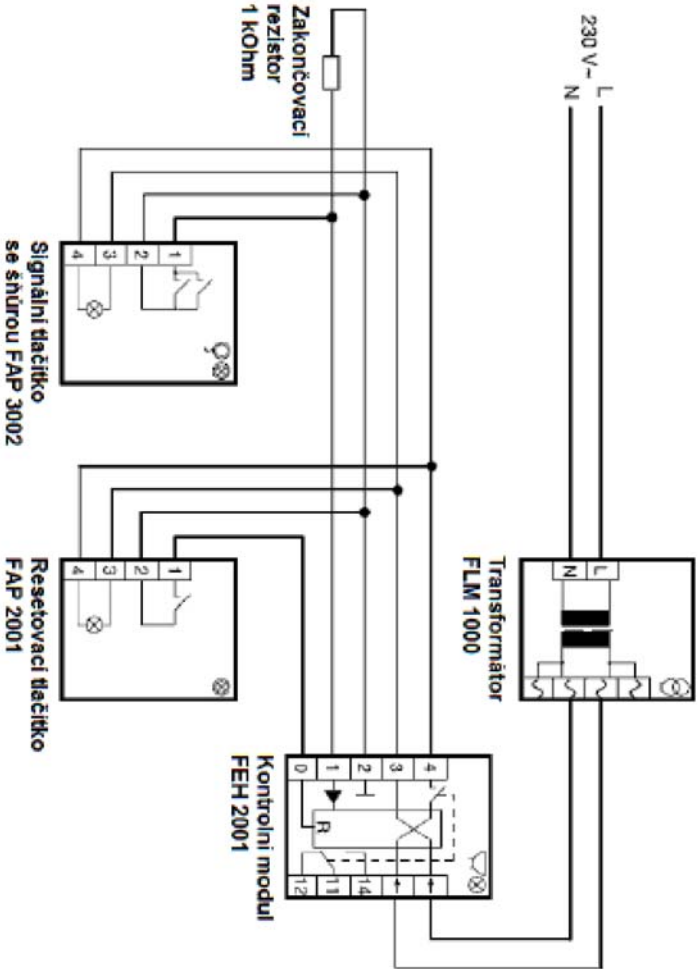 230 V~
L
N
L
N
Transformátor
FLM 1000
4
3
2
1
0
R
14
11
12
Kontrolní modul
FEH 2001
Zakončovací
rezistor
1 kOhm
1
2
3
4
Signální tlačítko
se šňůrou FAP 3002
1
2
3
4
Resetovací tlačítko
FAP 2001